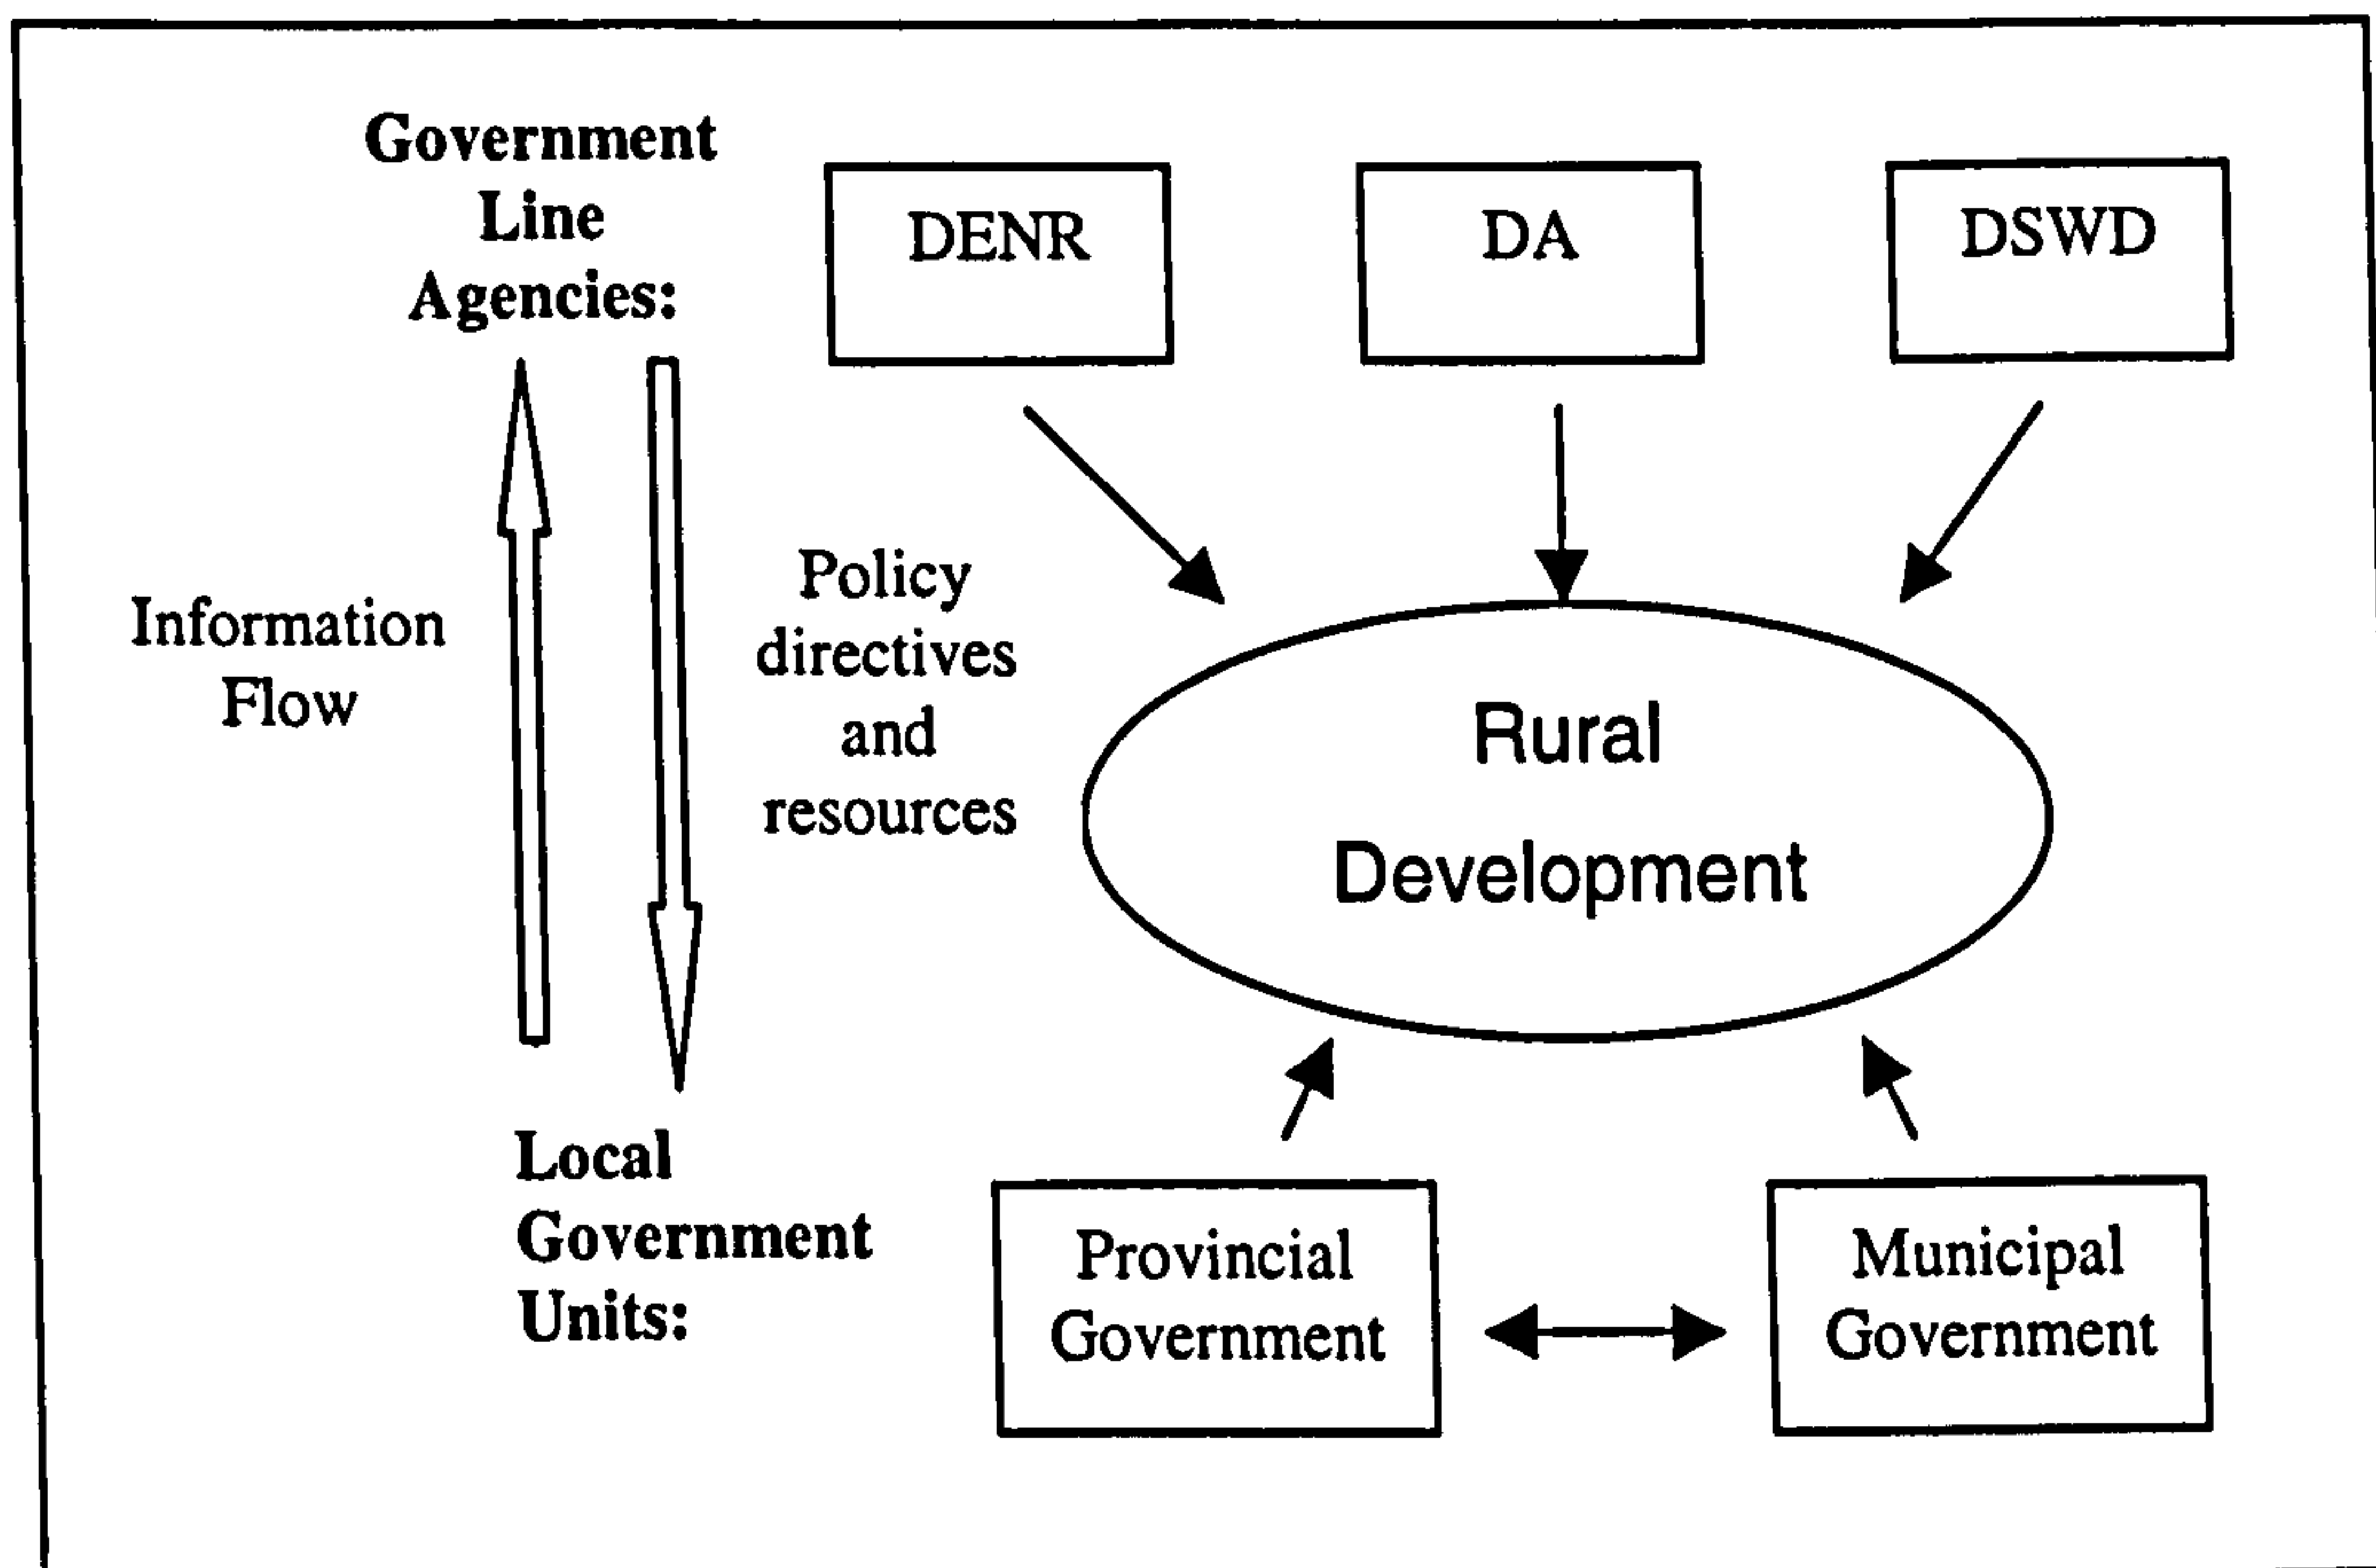 Government
Line
Agencies:
DENR
DA
DSWD
Information
Flow
Policy
directives
and
resources
Rural
Development
Local
Government
Units:
Provincial
Government
Municipal
Government